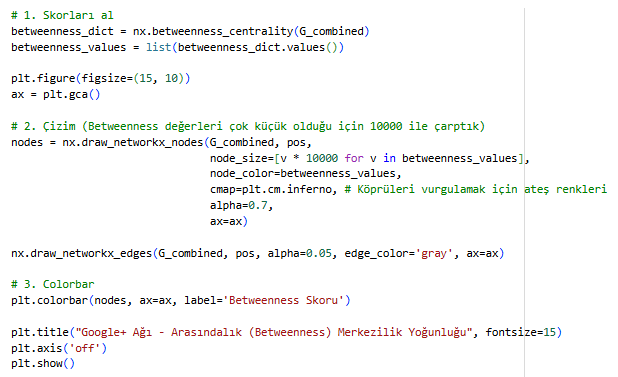 # 1. Skorları al
betweenness_dict = nx.betweenness_centrality(G_combined)
betweenness_values = list(betweenness_dict.values())
plt.figure(figsize=(15, 10))
ax = plt.gca()
# 2. Çizim (Betweenness değerleri çok küçük olduğu için 10000 ile çarptık)
nodes = nx.draw_networkx_nodes(G_combined, pos,
node_size=[v * 10000 for v in betweenness_values],
node_color=betweenness_values,
cmap=plt.cm.inferno, # Köprüleri vurgulamak için ateş renkleri
alpha=0.7,
ax=ax)
nx.draw_networkx_edges(G_combined, pos, alpha=0.05, edge_color='gray', ax=ax)
# 3. Colorbar
plt.colorbar(nodes, ax=ax, label='Betweenness Skoru')
plt.title("Google+ Ağı - Arasındalık (Betweenness) Merkezilik Yoğunluğu", fontsize=15)
plt.axis('off')
plt.show()